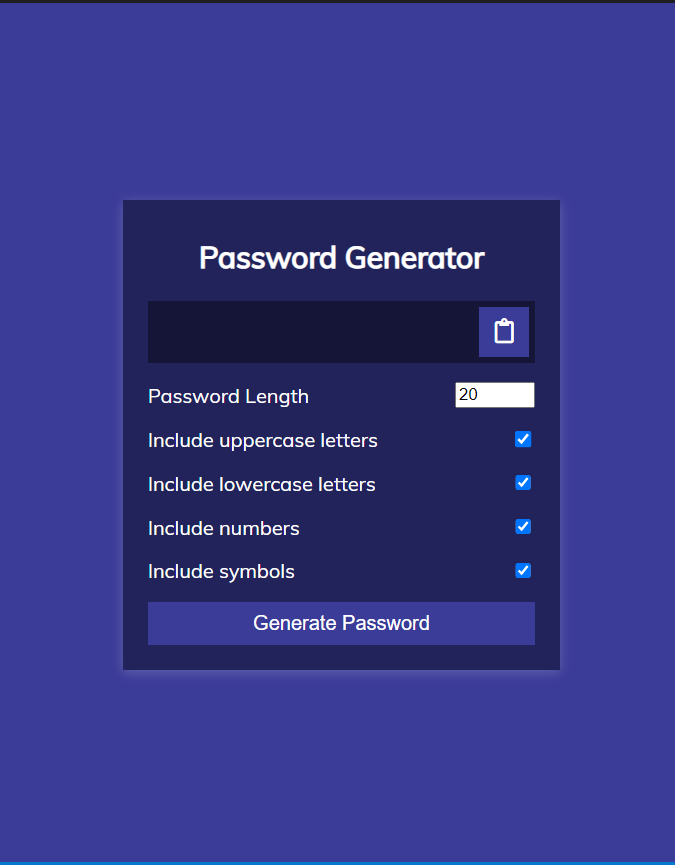 Password Generator
Password Length 20
Include uppercase letters
Include lowercase letters
Include numbers
Include symbols
Generate Password